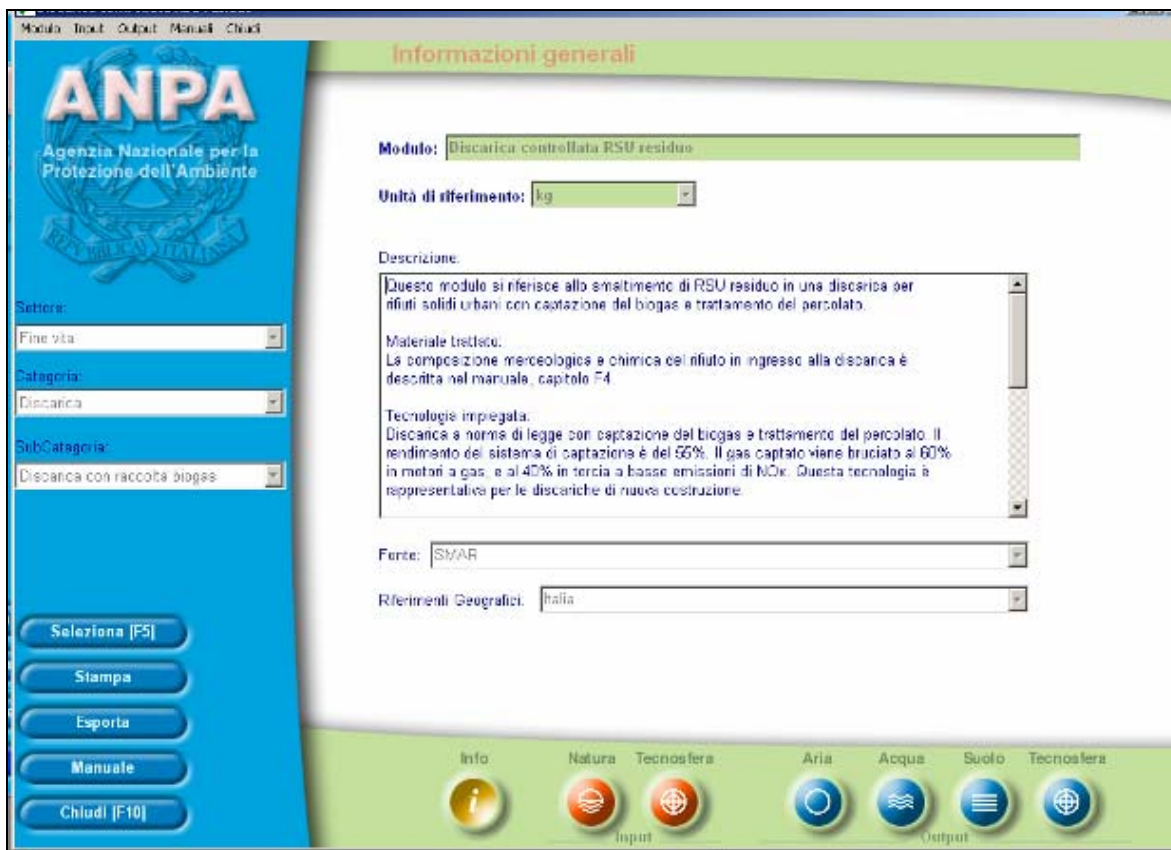 Modulo Input Output Manuali Chiudi
Informazioni generali
ANPA
Agenzia Nazionale per la
Protezione dell'Ambiente
REPVBBLICA ITALIANA
Settore:
Fine vita
Categoria:
Discarica
SubCategoria:
Discarica con raccolta biogas
Seleziona [F5]
Stampa
Esporta
Manuale
Chiudi [F10]
Modulo: Discarica controllata RSU residuo
Unità di riferimento: kg
Descrizione:
Questo modulo si riferisce allo smaltimento di RSU residuo in una discarica per
rifiuti solidi urbani con captazione del biogas e trattamento del percolato.
Materiale trattato:
La composizione merceologica e chimica del rifiuto in ingresso alla discarica è
descritta nel manuale, capitolo F4
Tecnologia impiegata:
Discarica a norma di legge con captazione del biogas e trattamento del percolato. Il
rendimento del sistema di captazione è del 55%. Il gas captato viene bruciato al 60%
in motori a gas, e al 40% in torcia a basse emissioni di NOx. Questa tecnologia è
rappresentativa per le discariche di nuova costruzione.
Fonte: SMAR
Riferimenti Geografici: Italia
Info Natura Tecnosfera Aria Acqua Suolo Tecnosfera
i
Input Output